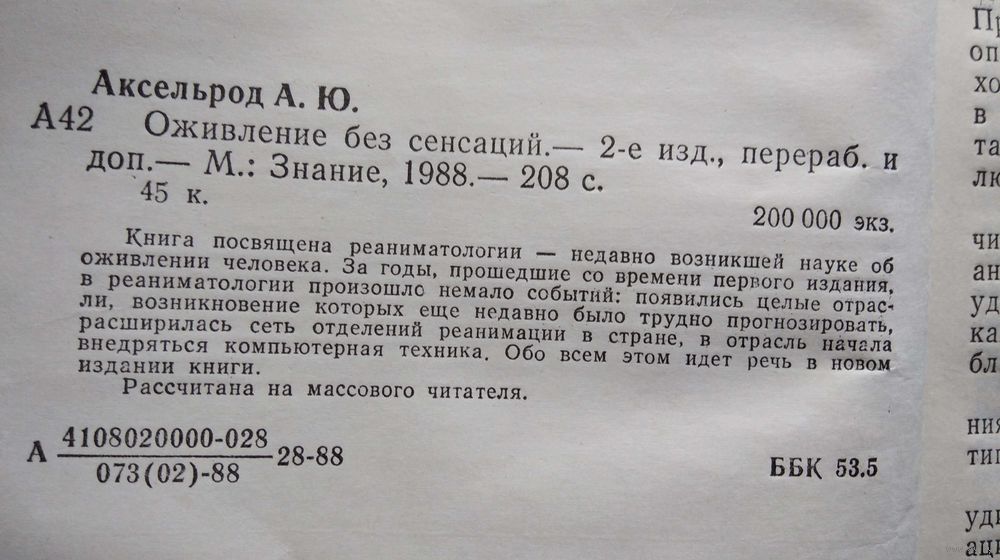 Аксельрод А. Ю.
А42 Оживление без сенсаций.— 2-е изд., перераб. и
доп.— М.: Знание, 1988.— 208 с.
45 к.
200 000 экз.
Книга посвящена реаниматологии — недавно возникшей науке об
оживлении человека. За годы, прошедшие со времени первого издания,
в реаниматологии произошло немало событий: появились целые отрас-
ли, возникновение которых еще недавно было трудно прогнозировать,
расширилась сеть отделений реанимации в стране, в отрасль начала
внедряться компьютерная техника. Обо всем этом идет речь в новом
издании книги.
Рассчитана на массового читателя.
А 4108020000-028
073(02)-88
28-88
ББК 53.5